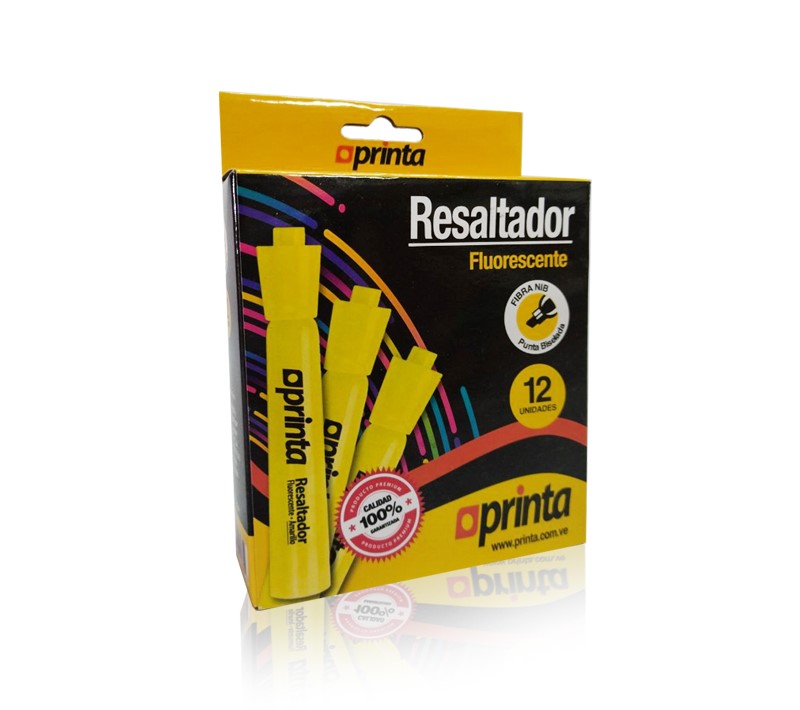 printa
Resaltador
Fluorescente
FIBRA NIB
Punta Biselada
12
UNIDADES
printa
Resaltador
Fluorescente • Amarillo
PRODUCTO PREMIUM
CALIDAD
100%
GARANTIZADA
PRODUCTO PREMIUM
printa
www.printa.com.ve